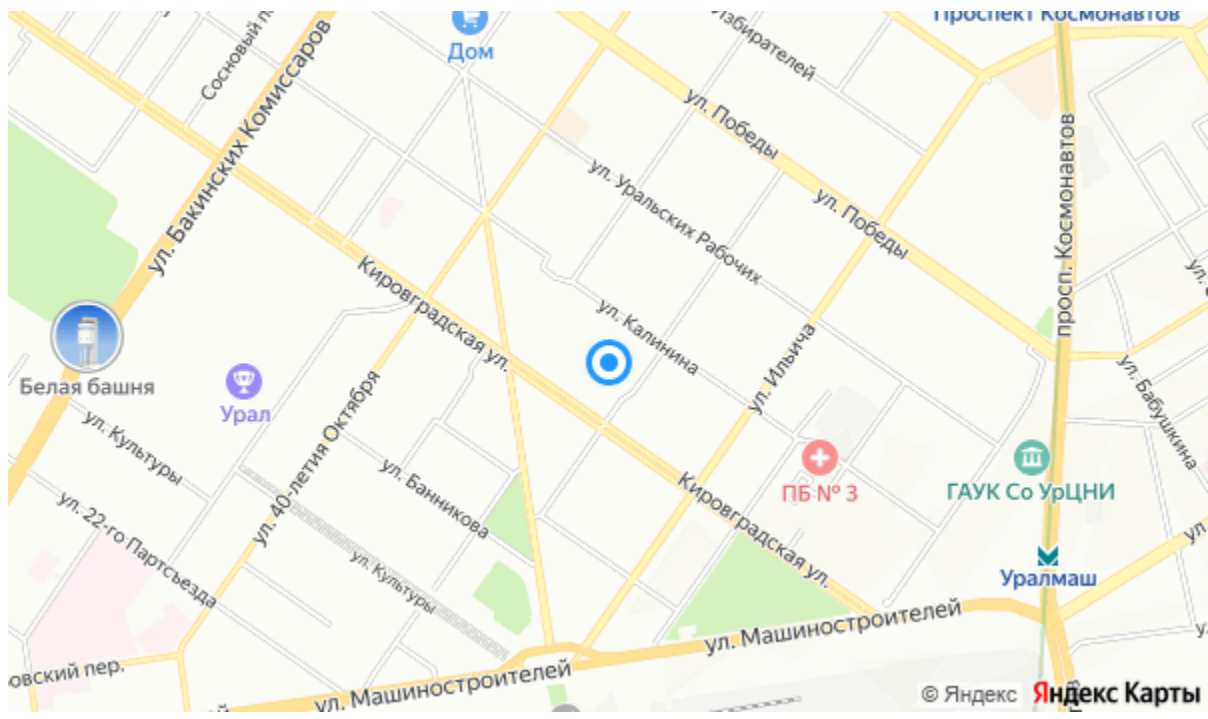 Проспект Космонавтов
Избирателей
Сосновый
Дом
ул. Бакинских Комиссаров
ул. Победы
просп. Космонавтов
ул. Уральских Рабочих
ул. Победы
Кировградская ул.
ул. Калинина
ул. Ильича
Белая башня
Урал
ул. 40-летия Октября
ул. Бабушкина
ул. Культуры
ул. Банникова
ПБ № 3
ГАУК Со УрЦНИ
Кировградская ул.
ул. 22-го Партсъезда
ул. Культуры
Уралмаш
ул. Машиностроителей
овский пер.
ул. Машиностроителей
© Яндекс Яндекс Карты